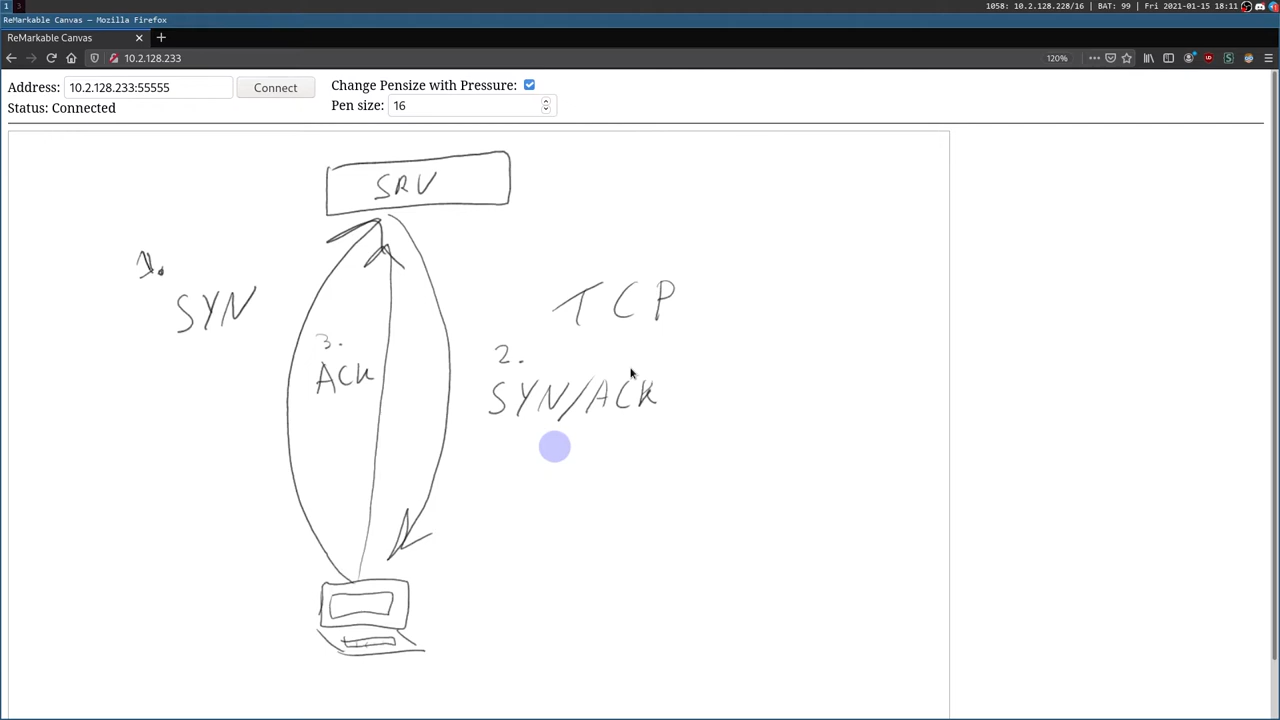 1 3
1058: 10.2.128.228/16 | BAT: 99 | Fri 2021-01-15 18:11
ReMarkable Canvas — Mozilla Firefox
ReMarkable Canvas
10.2.128.233
120%
Address: 10.2.128.233:55555 Connect
Change Pensize with Pressure:
Status: Connected
Pen size: 16
SRV
1.
SYN
TCP
3.
ACK
2.
SYN/ACK